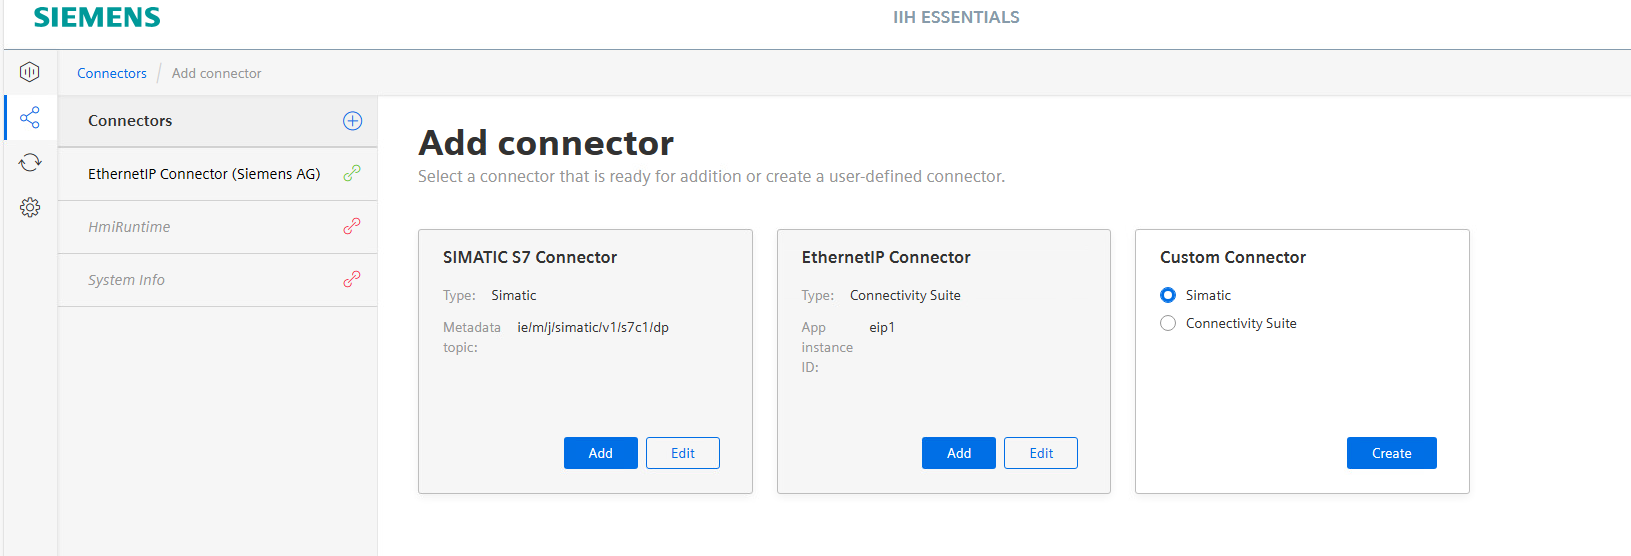 SIEMENS
IIH ESSENTIALS
Connectors / Add connector
Connectors
EthernetIP Connector (Siemens AG)
HmiRuntime
System Info
Add connector
Select a connector that is ready for addition or create a user-defined connector.
SIMATIC S7 Connector
Type: Simatic
Metadata ie/m/j/simatic/v1/s7c1/dp
topic:
Add Edit
EthernetIP Connector
Type: Connectivity Suite
App eip1
instance
ID:
Add Edit
Custom Connector
Simatic
Connectivity Suite
Create